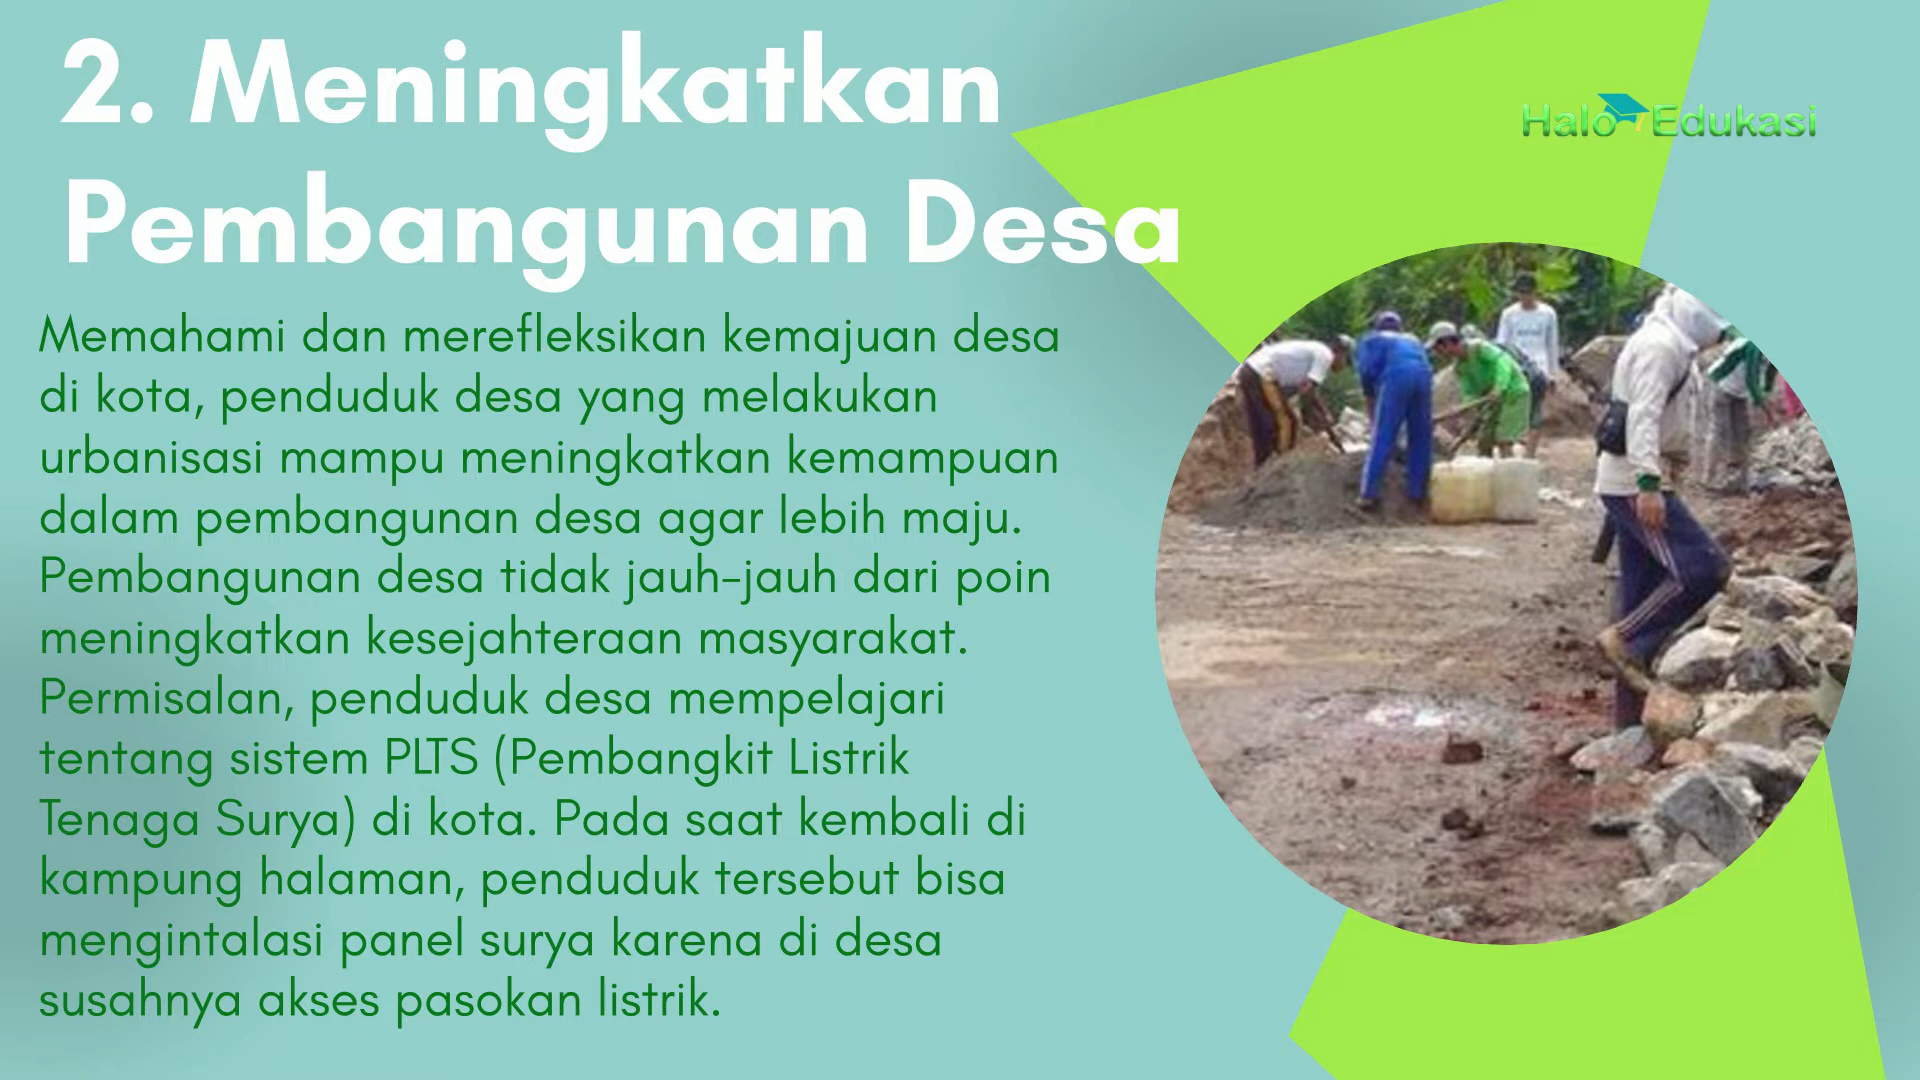 2. Meningkatkan
Pembangunan Desa
Halo Edukasi
Memahami dan merefleksikan kemajuan desa
di kota, penduduk desa yang melakukan
urbanisasi mampu meningkatkan kemampuan
dalam pembangunan desa agar lebih maju.
Pembangunan desa tidak jauh-jauh dari poin
meningkatkan kesejahteraan masyarakat.
Permisalan, penduduk desa mempelajari
tentang sistem PLTS (Pembangkit Listrik
Tenaga Surya) di kota. Pada saat kembali di
kampung halaman, penduduk tersebut bisa
mengintalasi panel surya karena di desa
susahnya akses pasokan listrik.